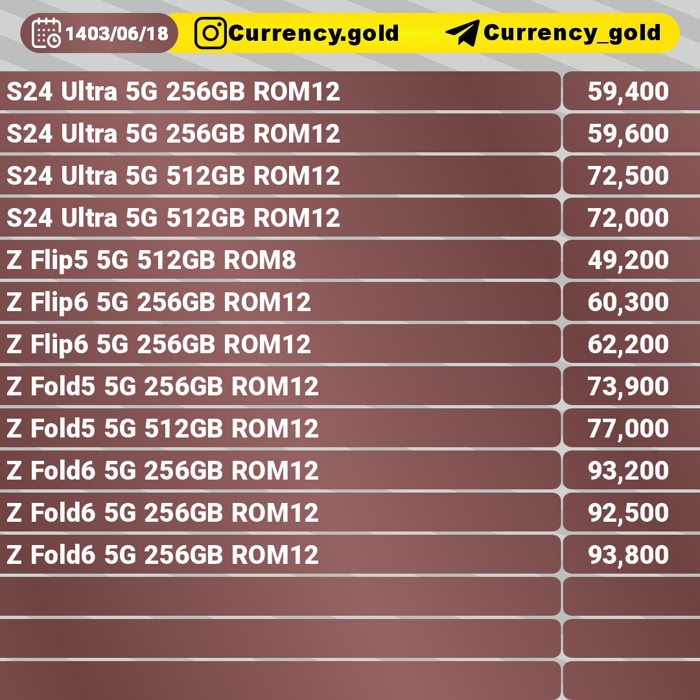 1403/06/18 Currency.gold Currency_gold
S24 Ultra 5G 256GB ROM12 59,400
S24 Ultra 5G 256GB ROM12 59,600
S24 Ultra 5G 512GB ROM12 72,500
S24 Ultra 5G 512GB ROM12 72,000
Z Flip5 5G 512GB ROM8 49,200
Z Flip6 5G 256GB ROM12 60,300
Z Flip6 5G 256GB ROM12 62,200
Z Fold5 5G 256GB ROM12 73,900
Z Fold5 5G 512GB ROM12 77,000
Z Fold6 5G 256GB ROM12 93,200
Z Fold6 5G 256GB ROM12 92,500
Z Fold6 5G 256GB ROM12 93,800